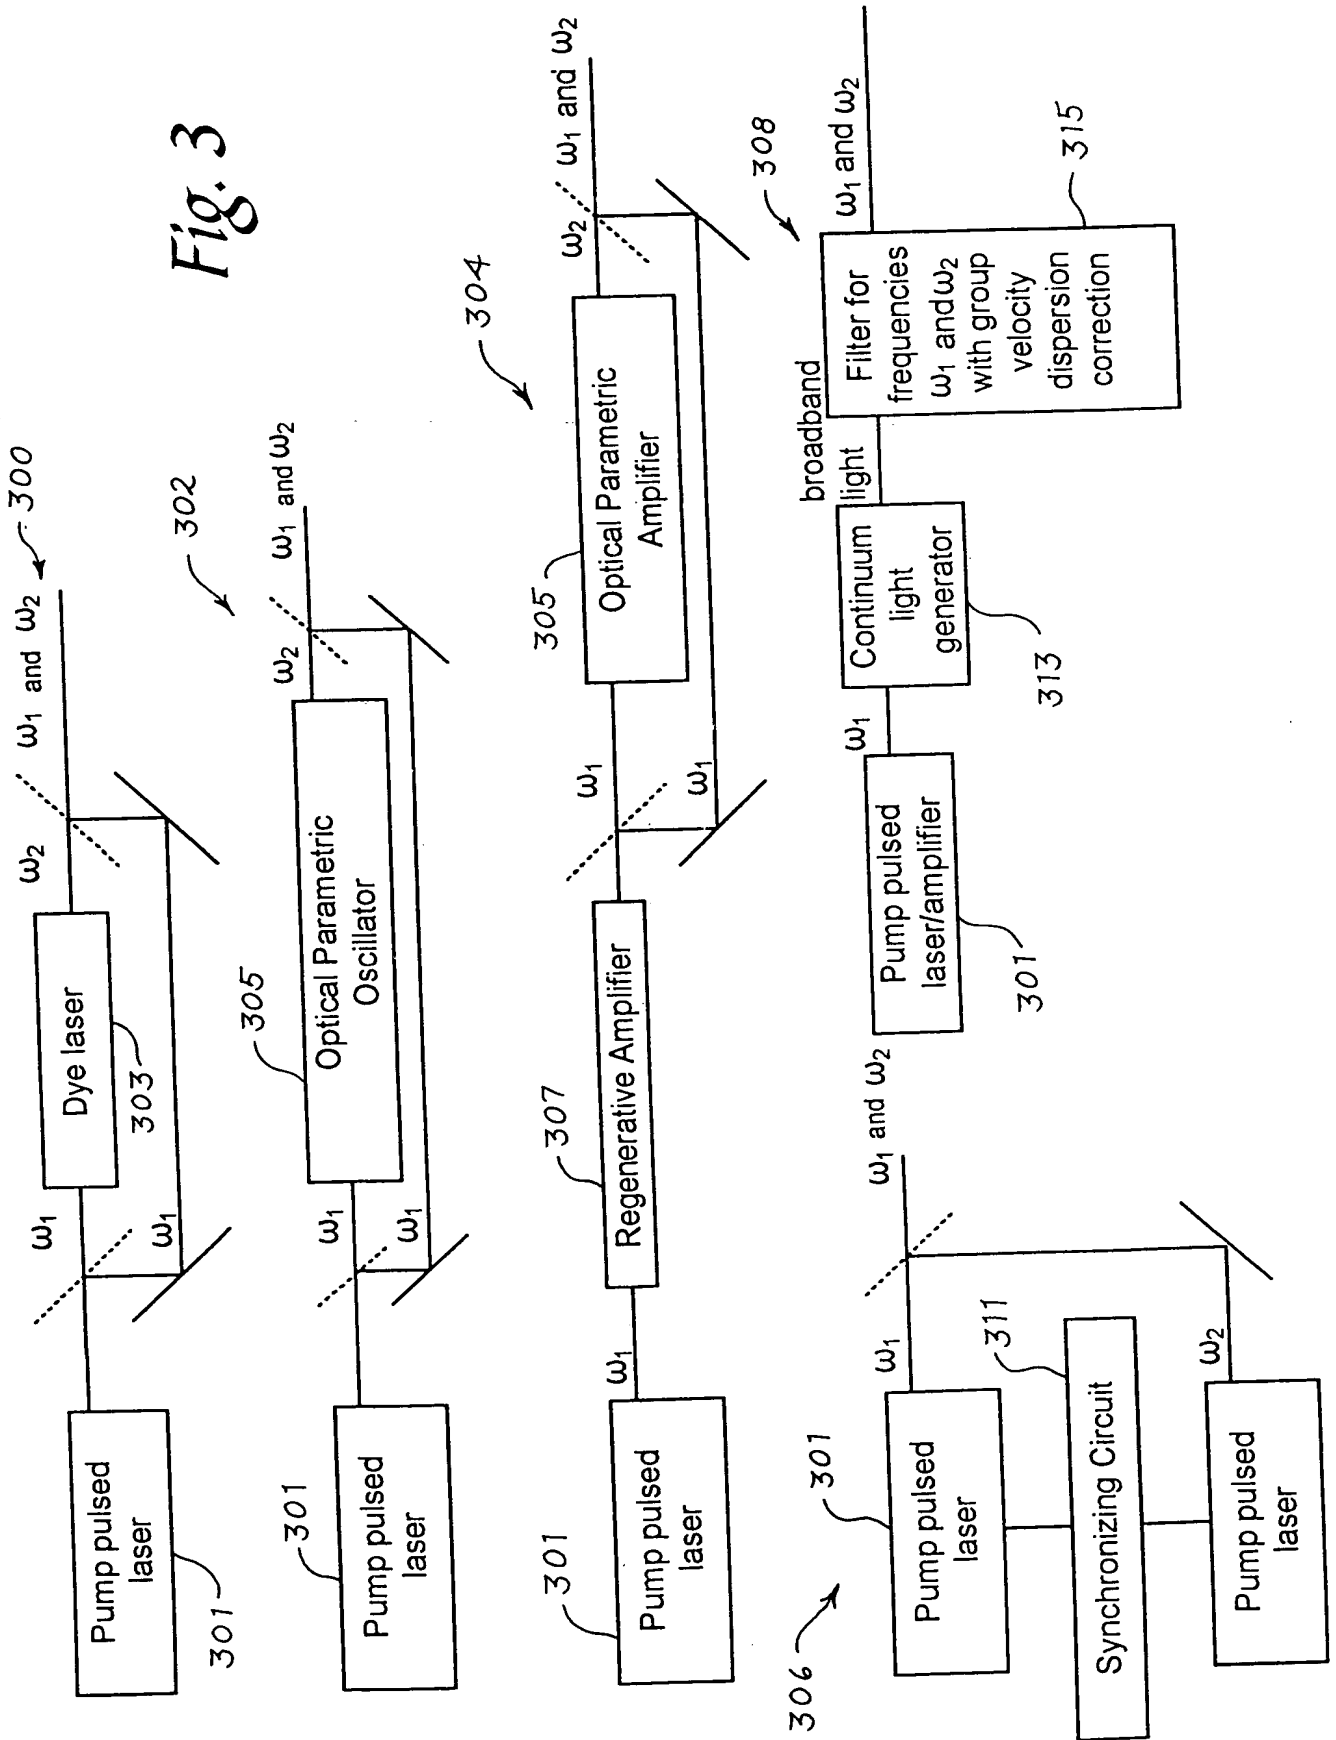 Fig. 3
ω1 and ω2
300
ω2
Dye laser
303
ω1
ω1
Pump pulsed
laser
301
302
ω1 and ω2
ω2
Optical Parametric
Oscillator
305
ω1
ω1
Pump pulsed
laser
301
304
ω1 and ω2
ω2
Optical Parametric
Amplifier
305
ω1
ω1
Regenerative Amplifier
307
ω1
Pump pulsed
laser
301
306
Pump pulsed
laser
301
ω1
ω1 and ω2
Synchronizing Circuit
311
Pump pulsed
laser
ω2
308
Pump pulsed
laser/amplifier
301
ω1
Continuum
light
generator
313
broadband
light
Filter for
frequencies
ω1 and ω2
with group
velocity
dispersion
correction
315
ω1 and ω2